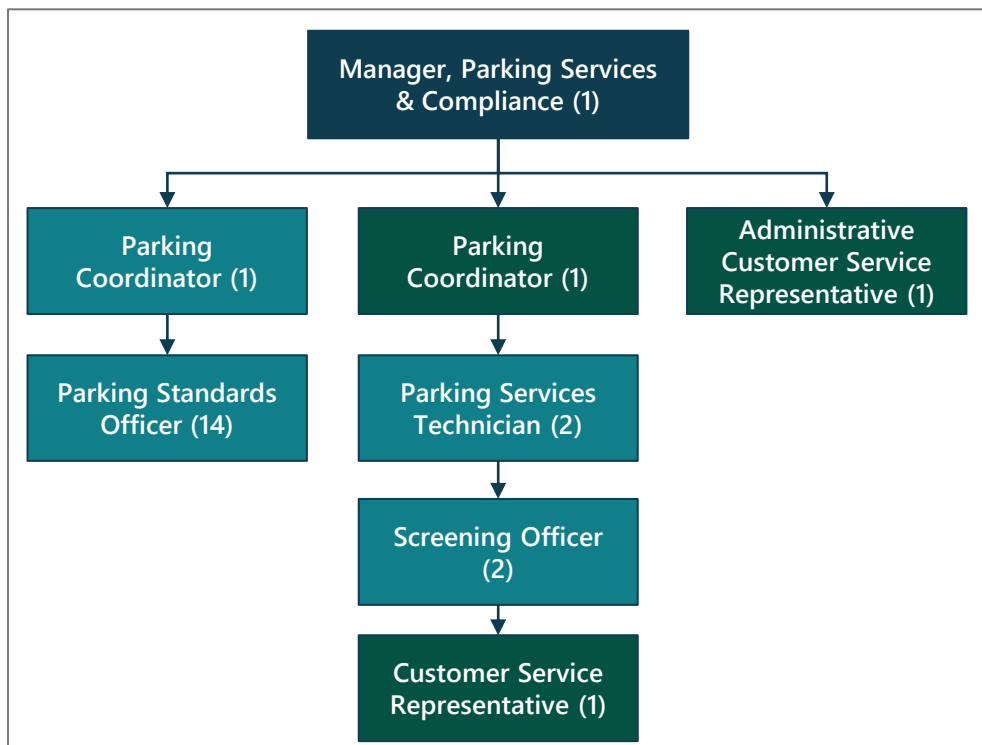 Manager, Parking Services
& Compliance (1)
Parking
Coordinator (1)
Parking
Coordinator (1)
Administrative
Customer Service
Representative (1)
Parking Standards
Officer (14)
Parking Services
Technician (2)
Screening Officer
(2)
Customer Service
Representative (1)